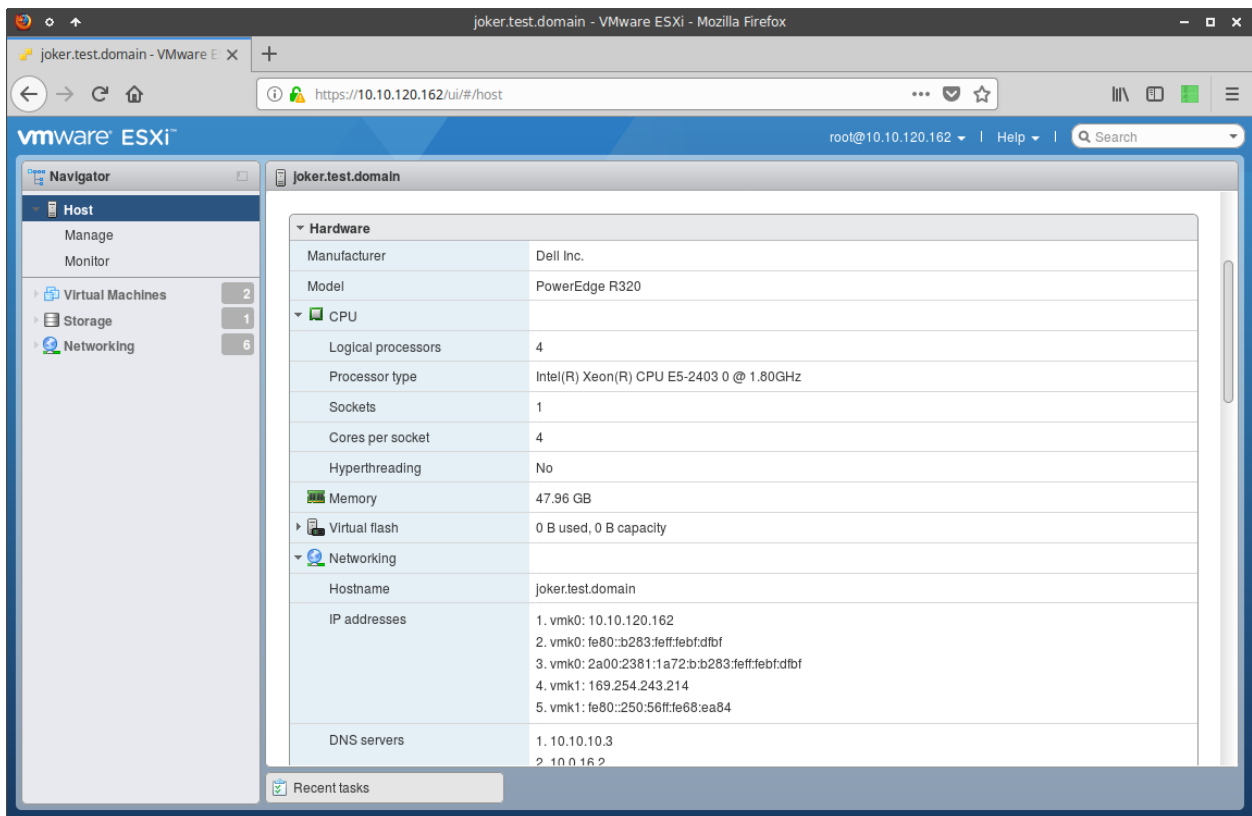 joker.test.domain - VMware ESXi - Mozilla Firefox
joker.test.domain - VMware E
https://10.10.120.162/ui/#/host
vmware ESXi™
root@10.10.120.162 | Help | Search
Navigator
Host
Manage
Monitor
Virtual Machines 2
Storage 1
Networking 6
joker.test.domain
Hardware
Manufacturer Dell Inc.
Model PowerEdge R320
CPU
Logical processors 4
Processor type Intel(R) Xeon(R) CPU E5-2403 0 @ 1.80GHz
Sockets 1
Cores per socket 4
Hyperthreading No
Memory 47.96 GB
Virtual flash 0 B used, 0 B capacity
Networking
Hostname joker.test.domain
IP addresses 1. vmk0: 10.10.120.162
2. vmk0: fe80::b283:feff:febf:dfbf
3. vmk0: 2a00:2381:1a72:b:b283:feff:febf:dfbf
4. vmk1: 169.254.243.214
5. vmk1: fe80::250:56ff:fe68:ea84
DNS servers 1. 10.10.10.3
2. 10.0.16.2
Recent tasks